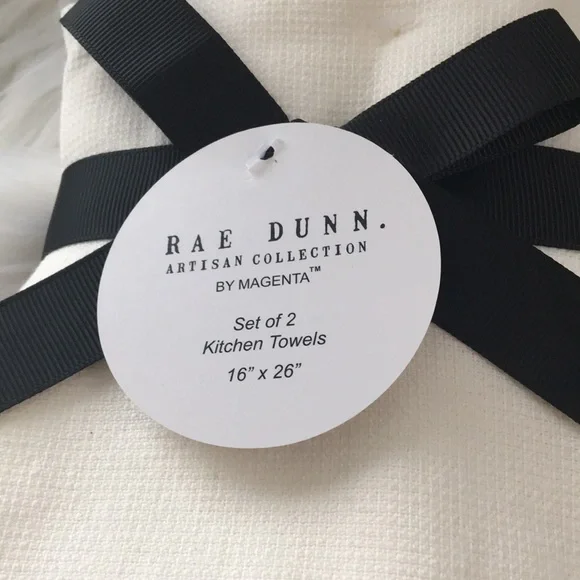 RAE DUNN.
ARTISAN COLLECTION
BY MAGENTA™
Set of 2
Kitchen Towels
16” x 26”